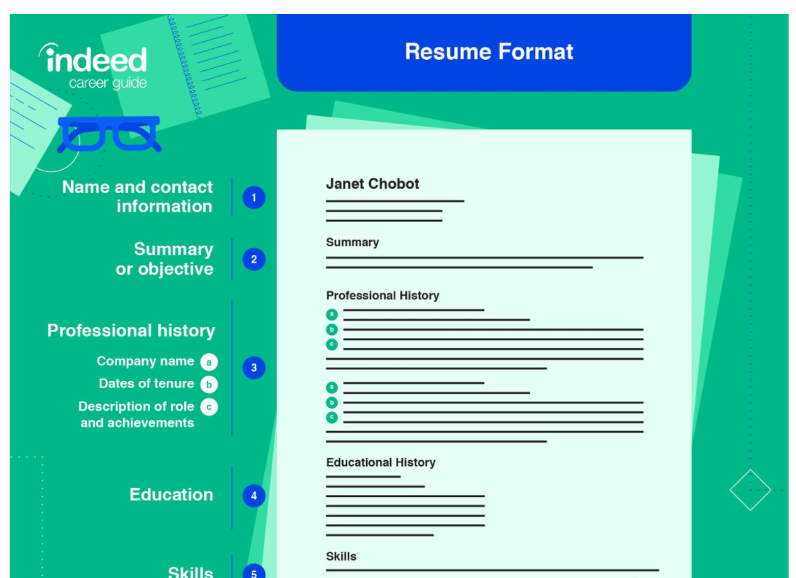 indeed
career guide
Resume Format
Name and contact
information
1
Janet Chobot
Summary
or objective
2
Summary
Professional history
Company name a
Dates of tenure b
Description of role c
and achievements
3
Professional History
a
b
c
a
b
c
Education
4
Educational History
Skills
5
Skills